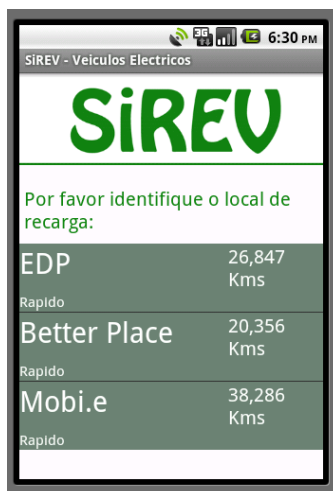 3G 6:30 PM
SiREV - Veiculos Electricos
SiREV
Por favor identifique o local de
recarga:
EDP 26,847
Kms
Rapido
Better Place 20,356
Kms
Rapido
Mobi.e 38,286
Kms
Rapido